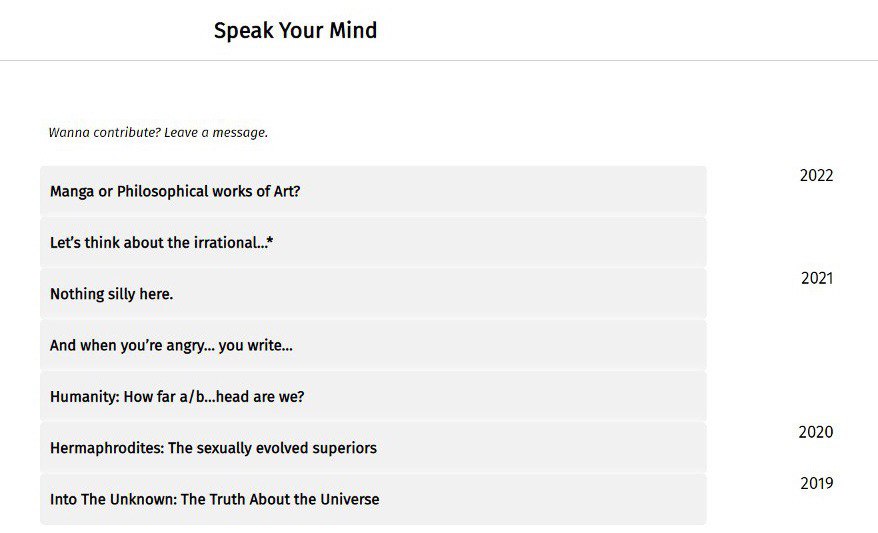 Speak Your Mind
Wanna contribute? Leave a message.
Manga or Philosophical works of Art?
2022
Let’s think about the irrational...*
Nothing silly here.
2021
And when you’re angry... you write...
Humanity: How far a/b...head are we?
Hermaphrodites: The sexually evolved superiors
2020
Into The Unknown: The Truth About the Universe
2019